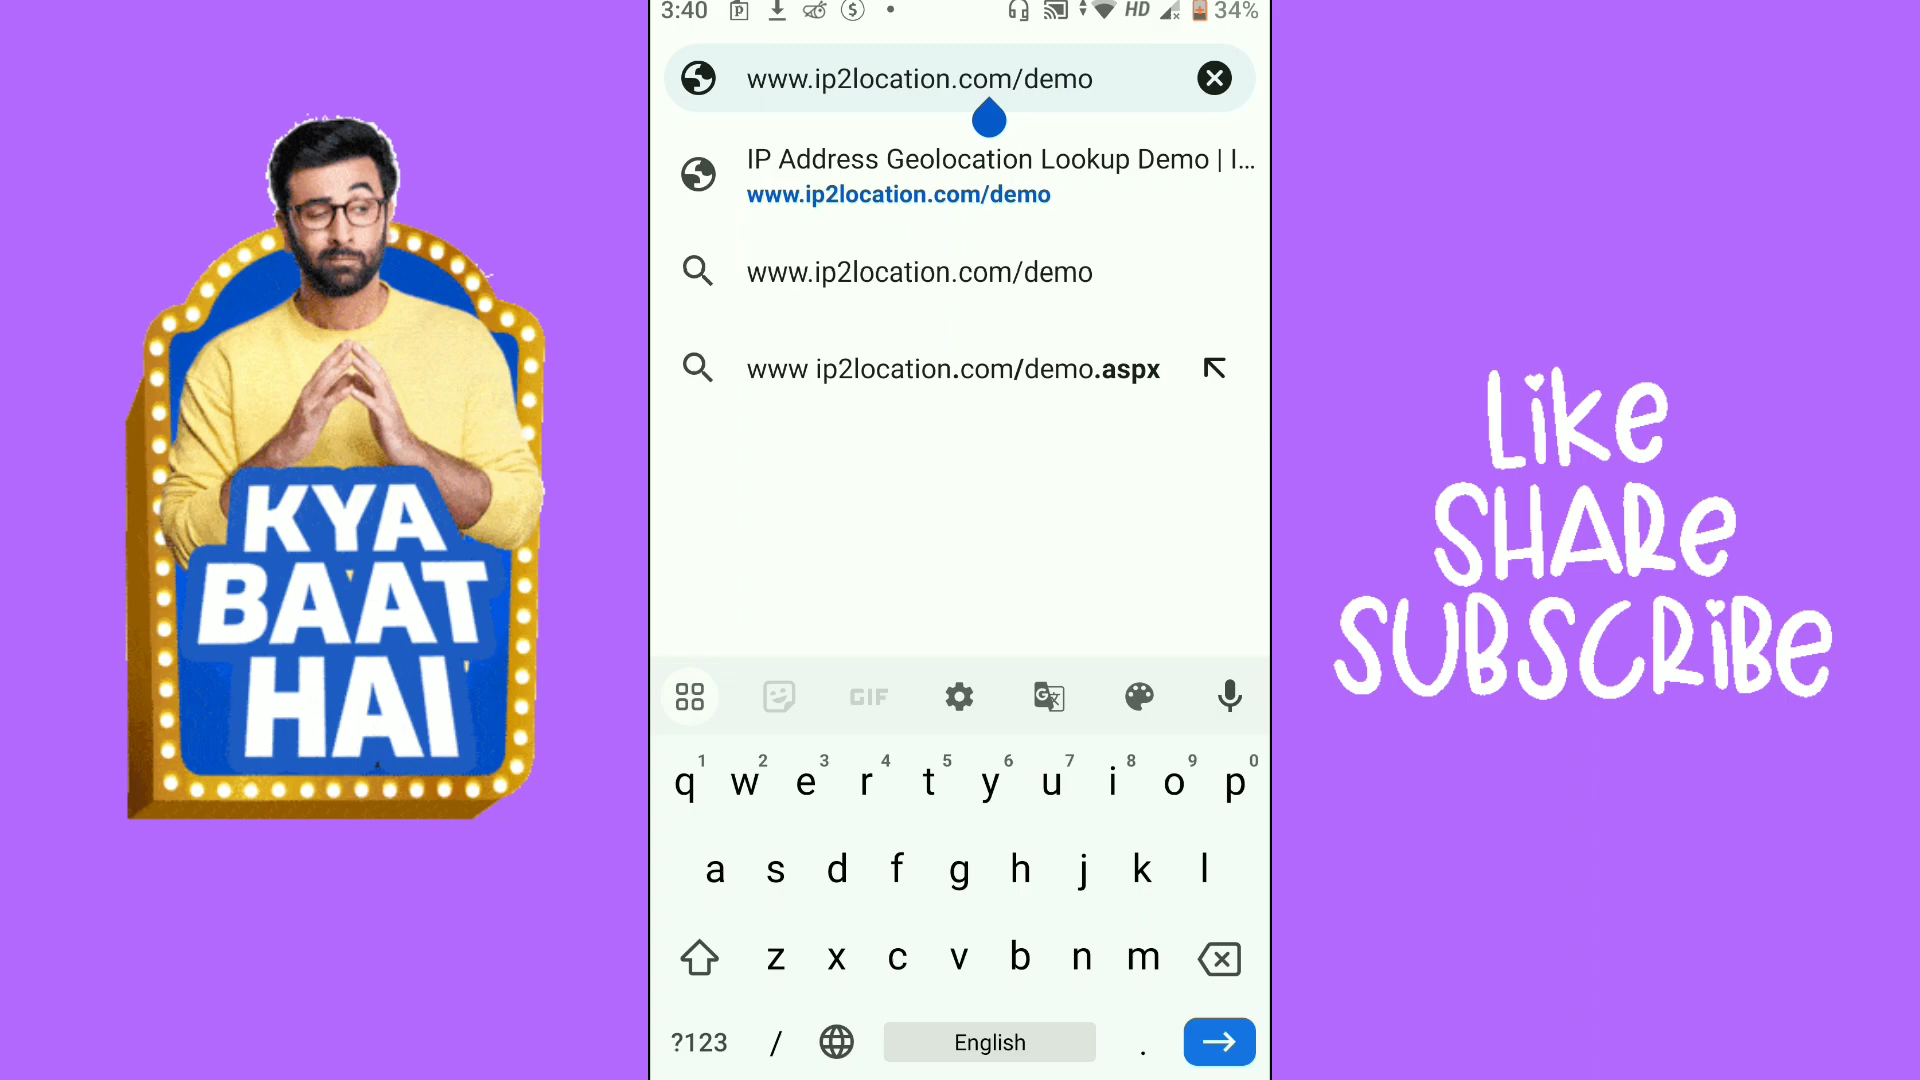 3:40
HD
34%
www.ip2location.com/demo
IP Address Geolocation Lookup Demo | I...
www.ip2location.com/demo
www.ip2location.com/demo
www ip2location.com/demo.aspx
KYA
BAAT
HAI
LIKE
SHARE
SUBSCRIBE
GIF
1 2 3 4 5 6 7 8 9 0
q w e r t y u i o p
a s d f g h j k l
z x c v b n m
?123 / English .